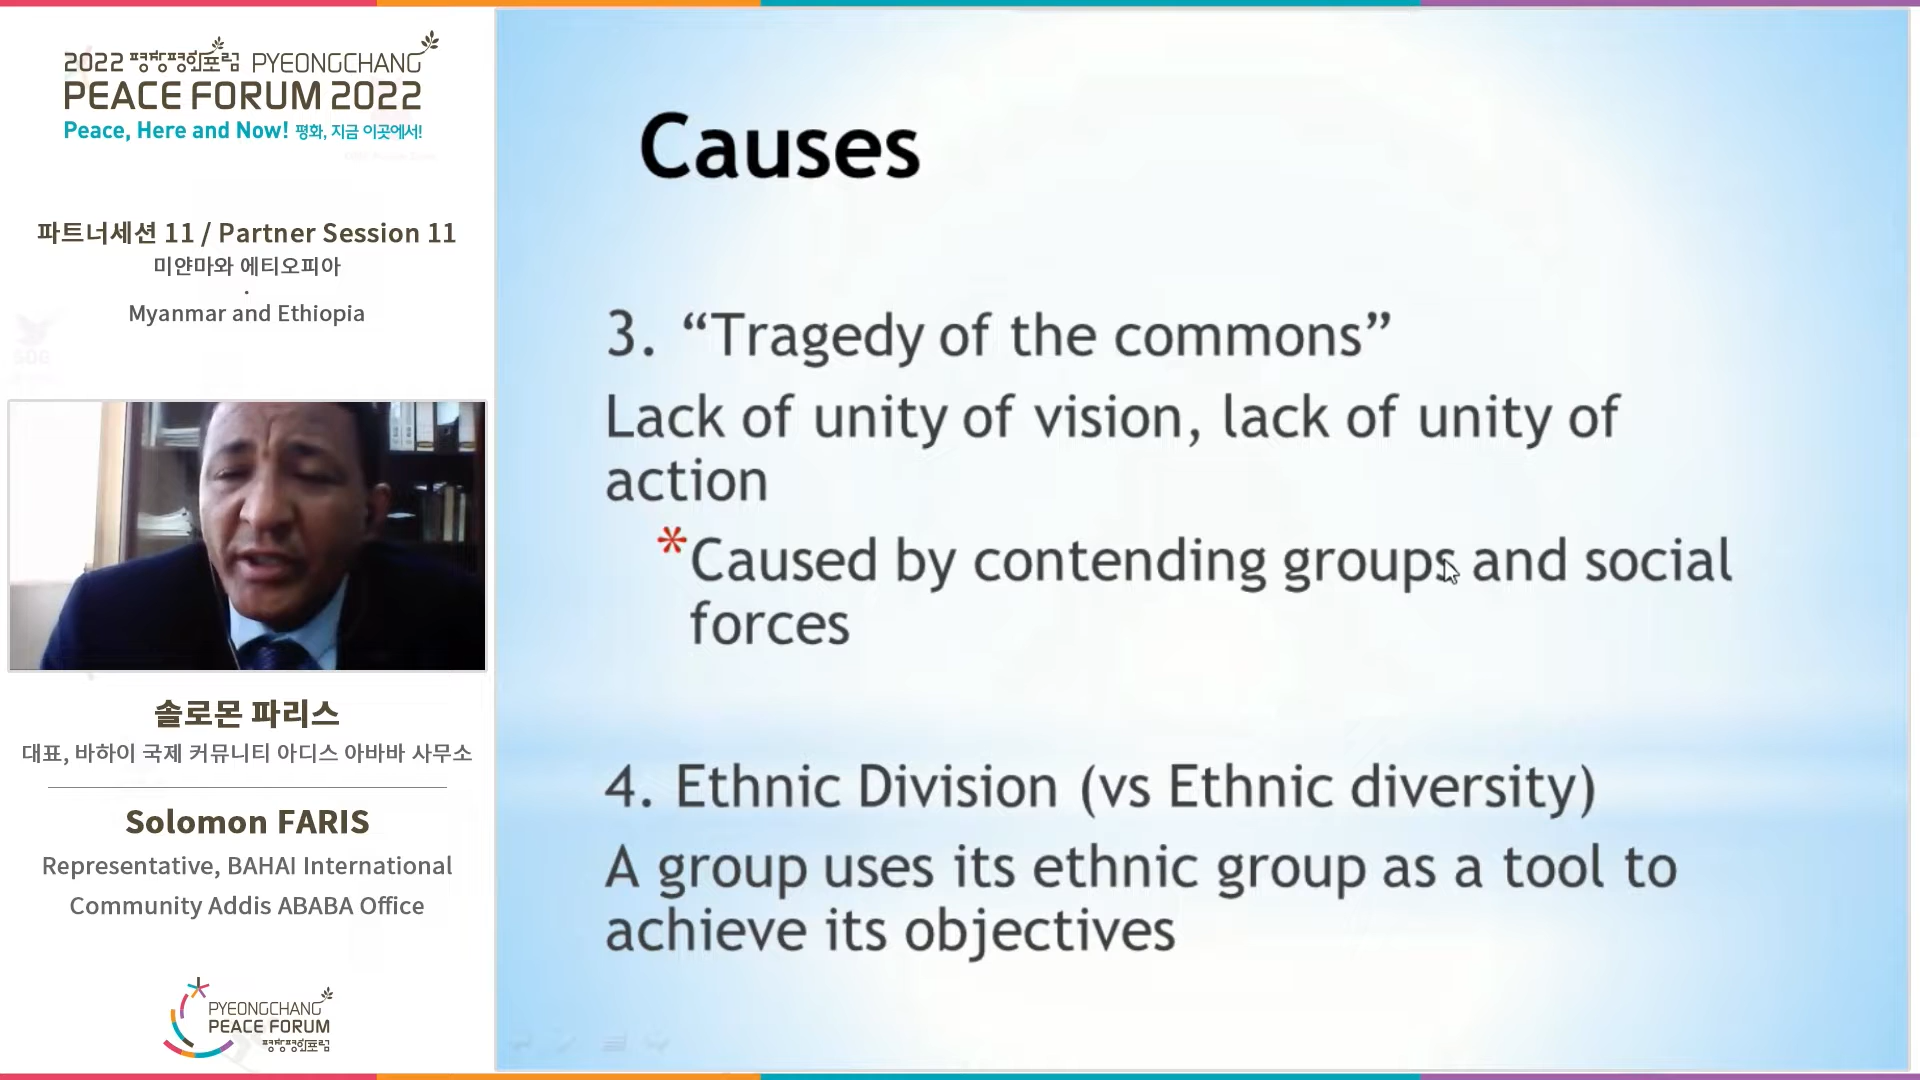 2022 평창평화포럼 PYEONGCHANG
PEACE FORUM 2022
Peace, Here and Now! 평화, 지금 이곳에서!
파트너세션 11 / Partner Session 11
미얀마와 에티오피아
·
Myanmar and Ethiopia
솔로몬 파리스
대표, 바하이 국제 커뮤니티 아디스 아바바 사무소
Solomon FARIS
Representative, BAHAI International
Community Addis ABABA Office
PYEONGCHANG
PEACE FORUM
평창평화포럼
Causes
3. “Tragedy of the commons”
Lack of unity of vision, lack of unity of
action
*Caused by contending groups and social
forces
4. Ethnic Division (vs Ethnic diversity)
A group uses its ethnic group as a tool to
achieve its objectives